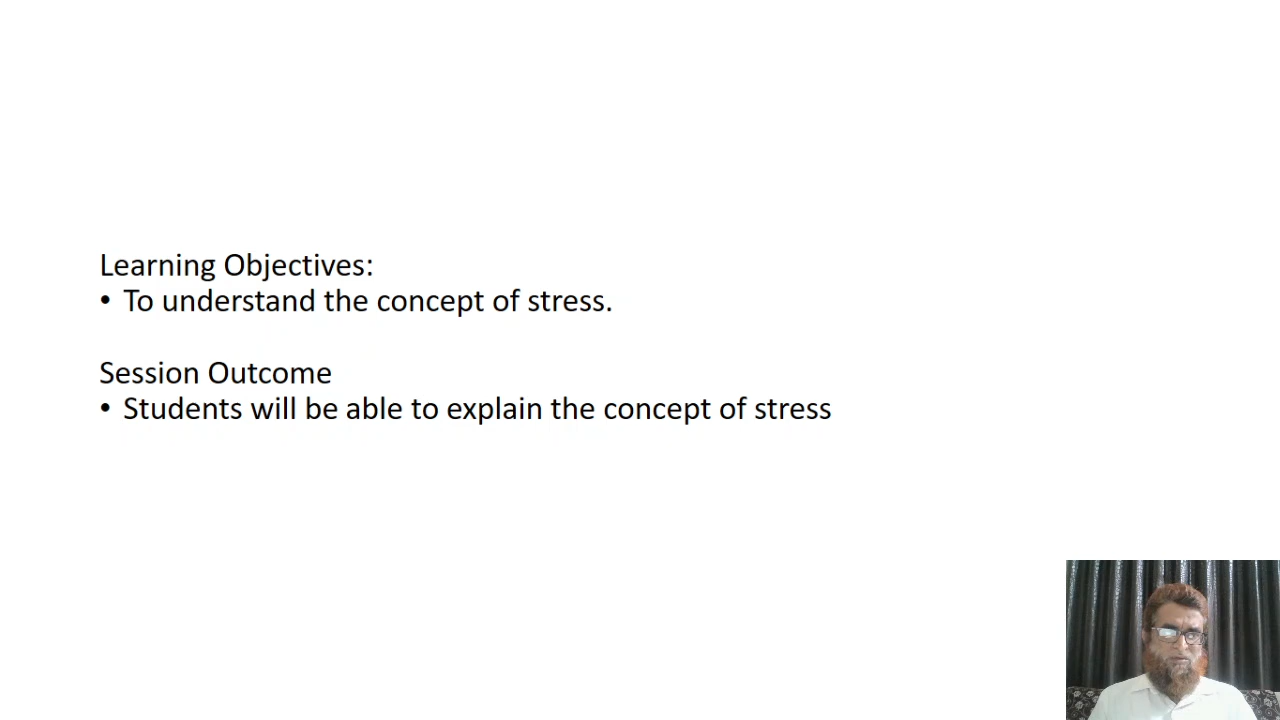 Learning Objectives:
• To understand the concept of stress.
Session Outcome
• Students will be able to explain the concept of stress